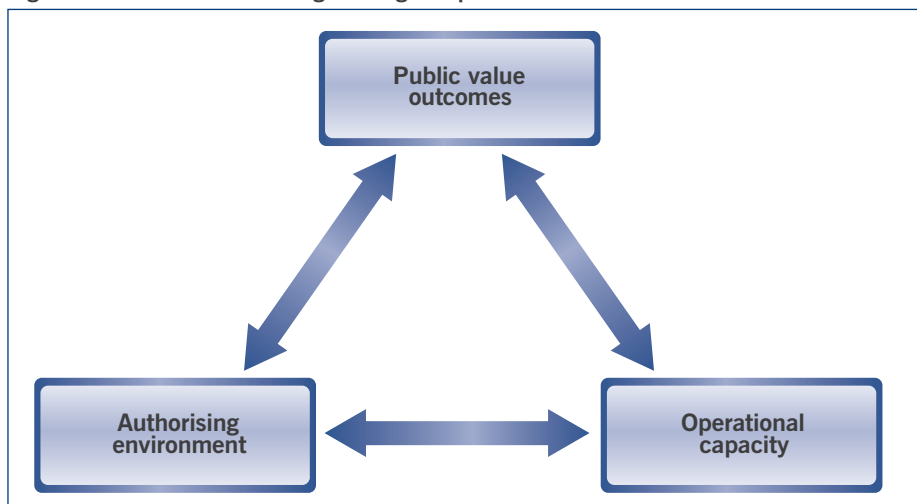 Public value
outcomes
Authorising
environment
Operational
capacity